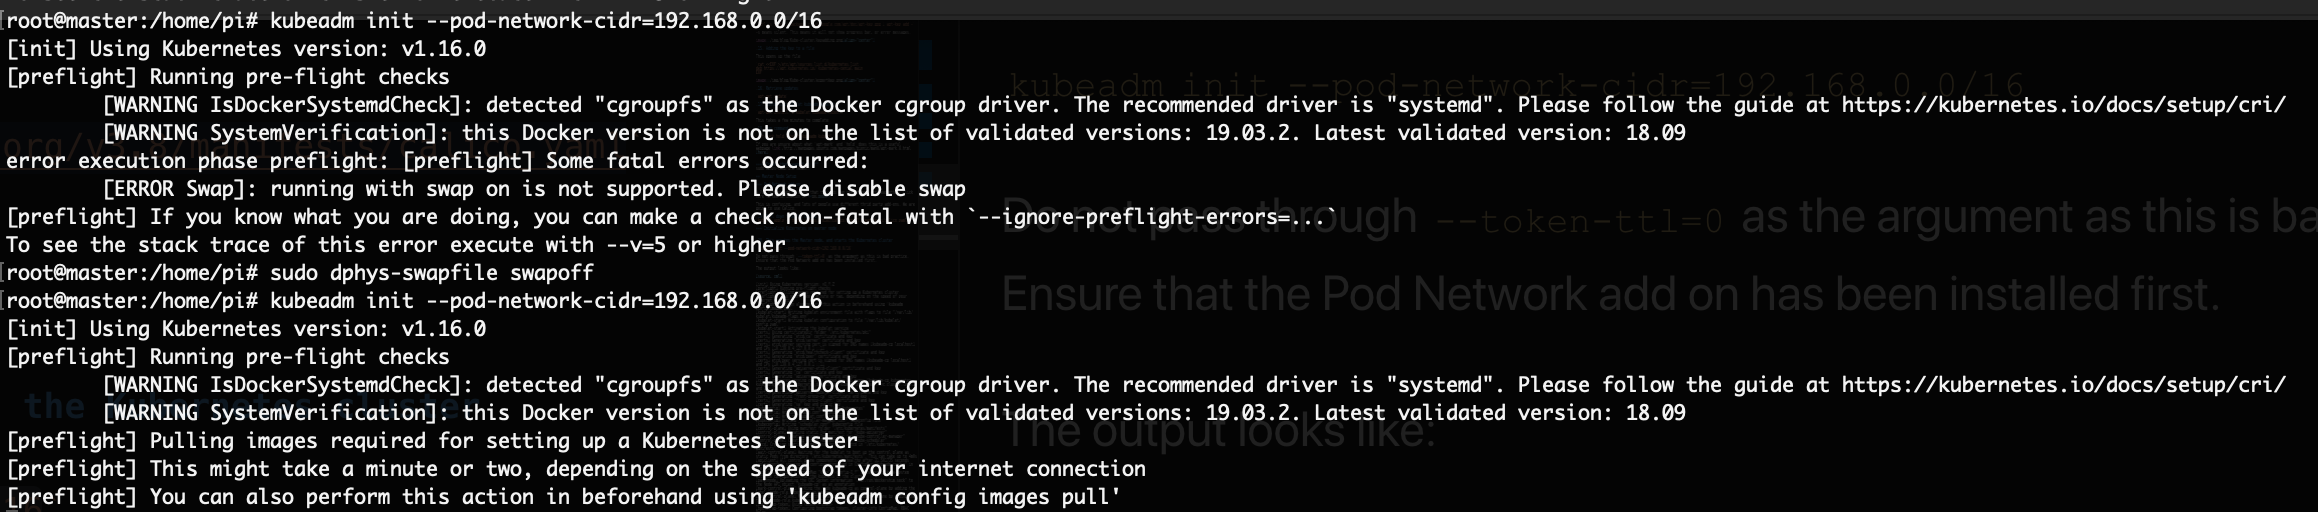 root@master:/home/pi# kubeadm init --pod-network-cidr=192.168.0.0/16
[init] Using Kubernetes version: v1.16.0
[preflight] Running pre-flight checks
[WARNING IsDockerSystemdCheck]: detected "cgroupfs" as the Docker cgroup driver. The recommended driver is "systemd". Please follow the guide at https://kubernetes.io/docs/setup/cri/
[WARNING SystemVerification]: this Docker version is not on the list of validated versions: 19.03.2. Latest validated version: 18.09
error execution phase preflight: [preflight] Some fatal errors occurred:
[ERROR Swap]: running with swap on is not supported. Please disable swap
[preflight] If you know what you are doing, you can make a check non-fatal with `--ignore-preflight-errors=...`
To see the stack trace of this error execute with --v=5 or higher
root@master:/home/pi# sudo dphys-swapfile swapoff
root@master:/home/pi# kubeadm init --pod-network-cidr=192.168.0.0/16
[init] Using Kubernetes version: v1.16.0
[preflight] Running pre-flight checks
[WARNING IsDockerSystemdCheck]: detected "cgroupfs" as the Docker cgroup driver. The recommended driver is "systemd". Please follow the guide at https://kubernetes.io/docs/setup/cri/
[WARNING SystemVerification]: this Docker version is not on the list of validated versions: 19.03.2. Latest validated version: 18.09
[preflight] Pulling images required for setting up a Kubernetes cluster
[preflight] This might take a minute or two, depending on the speed of your internet connection
[preflight] You can also perform this action in beforehand using 'kubeadm config images pull'
kubeadm init --pod-network-cidr=192.168.0.0/16
org/v3.8/manifests/calico.yaml
Do not pass through --token-ttl=0 as the argument as this is ba
Ensure that the Pod Network add on has been installed first.
the Kubernetes cluster
The output looks like: